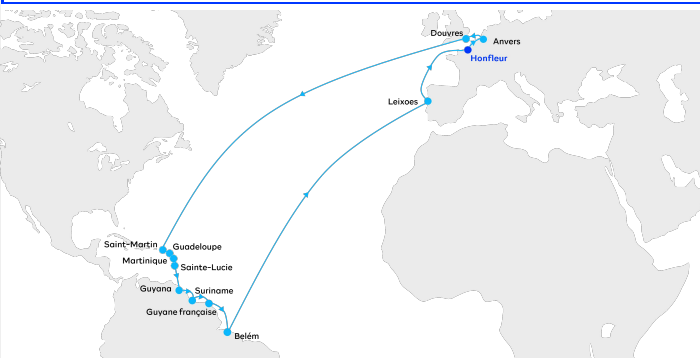 Douvres
Anvers
Honfleur
Leixoes
Saint-Martin
Guadeloupe
Martinique
Sainte-Lucie
Guyana
Suriname
Guyane française
Belém